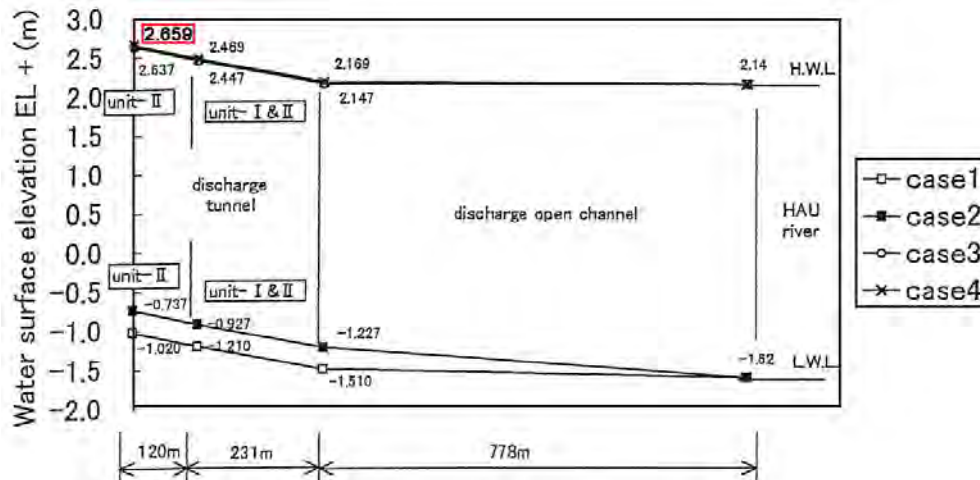 Water surface elevation EL + (m)
3.0
2.5
2.0
1.5
1.0
0.5
0.0
-0.5
-1.0
-1.5
-2.0
2.659
2.469
2.169
2.14
H.W.L
2.637
2.447
2.147
unit-Ⅱ
unit-Ⅰ&Ⅱ
discharge
tunnel
discharge open channel
HAU
river
unit-Ⅱ
unit-Ⅰ&Ⅱ
-0.737
-0.927
-1.227
-1.020
-1.210
-1.510
-1.62
L.W.L
case1
case2
case3
case4
120m
231m
778m